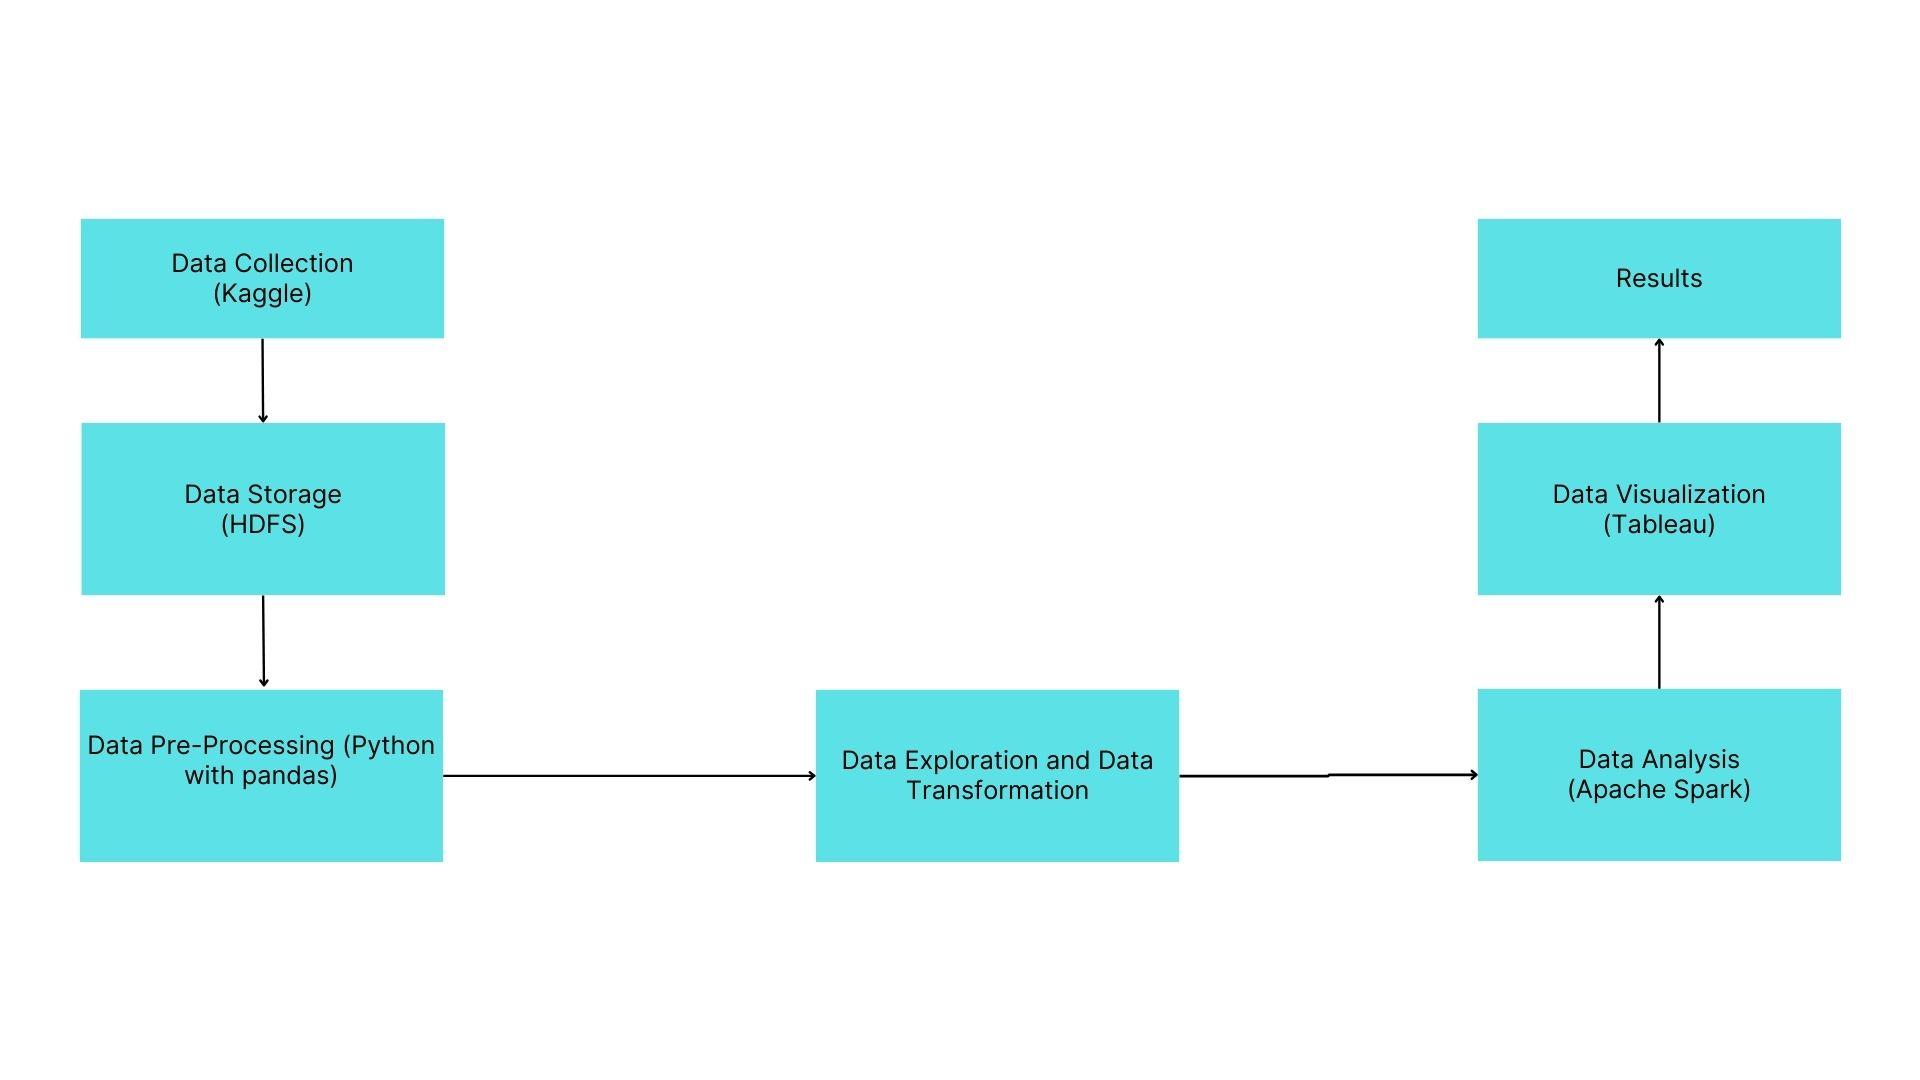 Data Collection
(Kaggle)
Data Storage
(HDFS)
Data Pre-Processing (Python
with pandas)
Data Exploration and Data
Transformation
Data Analysis
(Apache Spark)
Data Visualization
(Tableau)
Results